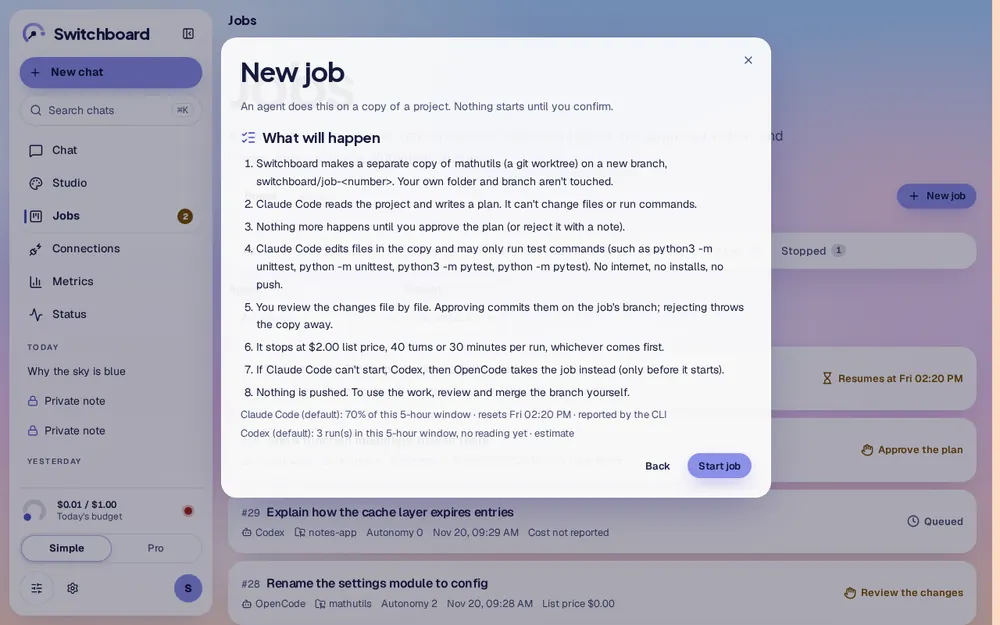 Switchboard
New chat
Search chats
⌘K
Chat
Studio
Jobs
2
Connections
Metrics
Status
TODAY
Why the sky is blue
Private note
Private note
YESTERDAY
$0.01 / $1.00
Today's budget
Simple
Pro
S
Jobs
New job
An agent does this on a copy of a project. Nothing starts until you confirm.
What will happen
1. Switchboard makes a separate copy of mathutils (a git worktree) on a new branch,
switchboard/job-<number>. Your own folder and branch aren't touched.
2. Claude Code reads the project and writes a plan. It can't change files or run commands.
3. Nothing more happens until you approve the plan (or reject it with a note).
4. Claude Code edits files in the copy and may only run test commands (such as python3 -m
unittest, python -m unittest, python3 -m pytest, python -m pytest). No internet, no installs, no
push.
5. You review the changes file by file. Approving commits them on the job's branch; rejecting throws
the copy away.
6. It stops at $2.00 list price, 40 turns or 30 minutes per run, whichever comes first.
7. If Claude Code can't start, Codex, then OpenCode takes the job instead (only before it starts).
8. Nothing is pushed. To use the work, review and merge the branch yourself.
Claude Code (default): 70% of this 5-hour window · resets Fri 02:20 PM · reported by the CLI
Codex (default): 3 run(s) in this 5-hour window, no reading yet · estimate
Back
Start job
and
New job
Stopped 1
Resumes at Fri 02:20 PM
Approve the plan
#29 Explain how the cache layer expires entries
Codex notes-app Autonomy 0 Nov 20, 09:29 AM Cost not reported
Queued
#28 Rename the settings module to config
OpenCode mathutils Autonomy 2 Nov 20, 09:28 AM List price $0.00
Review the changes